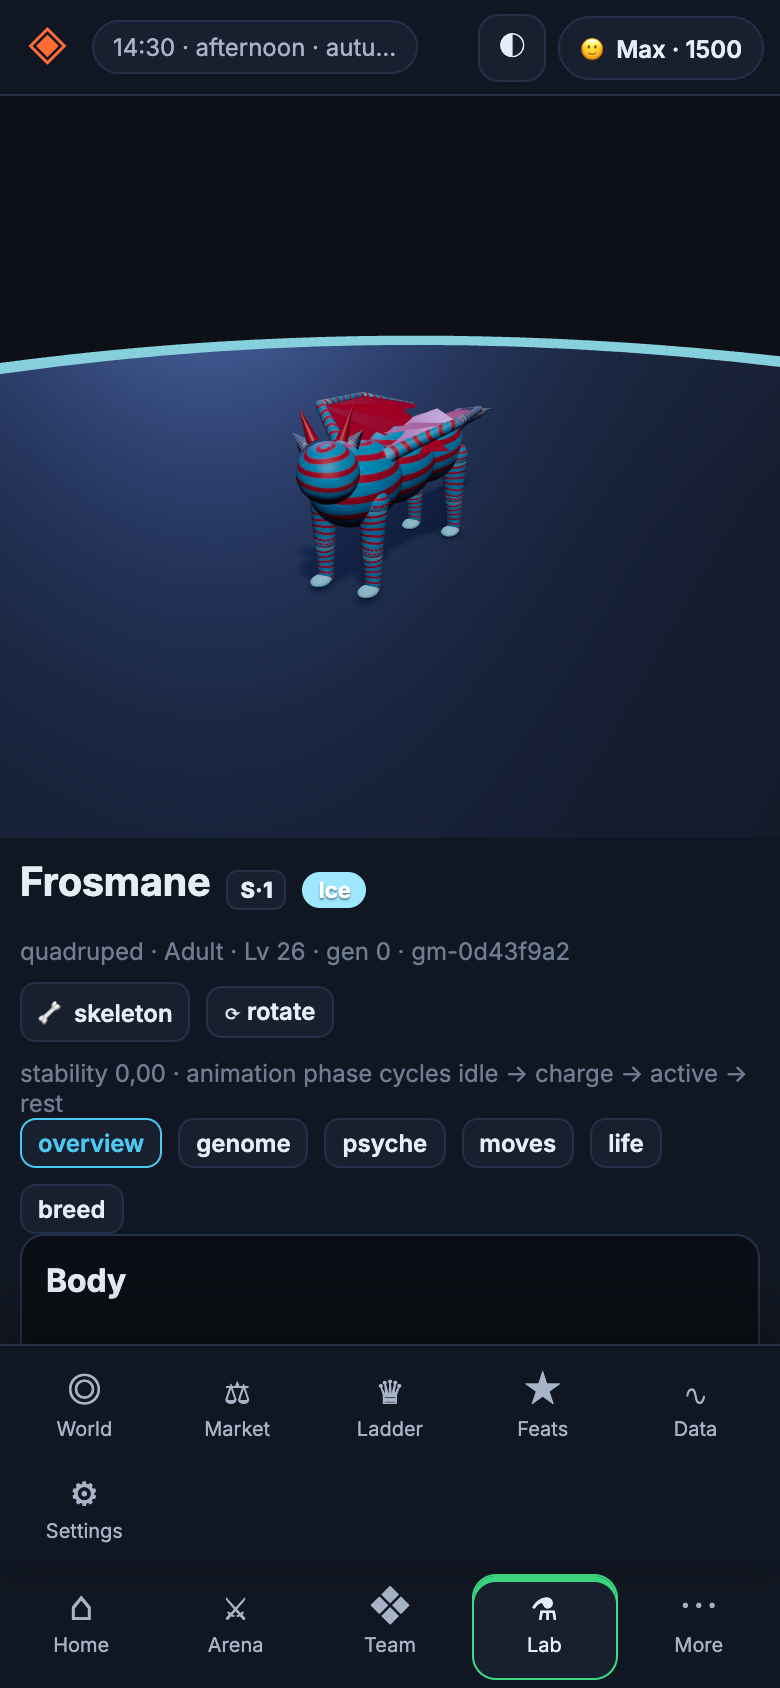 14:30 · afternoon · autu...
Max · 1500
Frosmane S·1 Ice
quadruped · Adult · Lv 26 · gen 0 · gm-0d43f9a2
skeleton rotate
stability 0,00 · animation phase cycles idle → charge → active →
rest
overview genome psyche moves life
breed
Body
World Market Ladder Feats Data
Settings
Home Arena Team Lab More